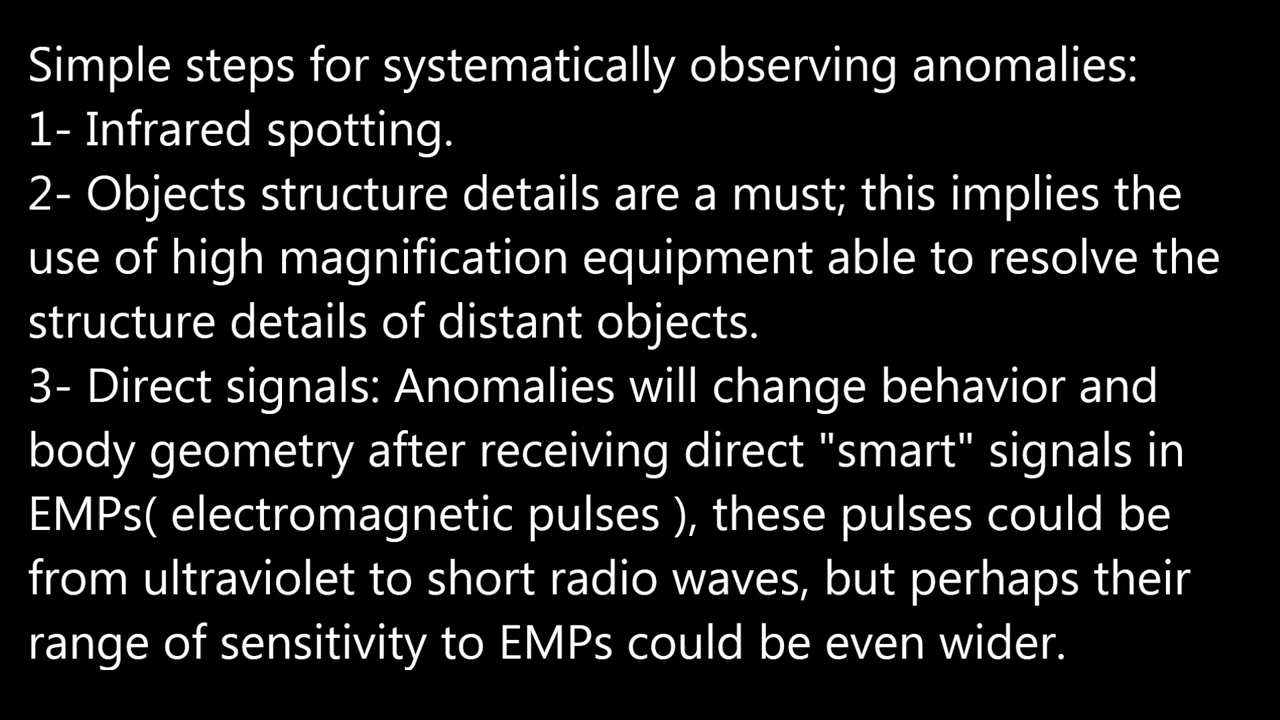 Simple steps for systematically observing anomalies:
1- Infrared spotting.
2- Objects structure details are a must; this implies the
use of high magnification equipment able to resolve the
structure details of distant objects.
3- Direct signals: Anomalies will change behavior and
body geometry after receiving direct "smart" signals in
EMPs( electromagnetic pulses ), these pulses could be
from ultraviolet to short radio waves, but perhaps their
range of sensitivity to EMPs could be even wider.